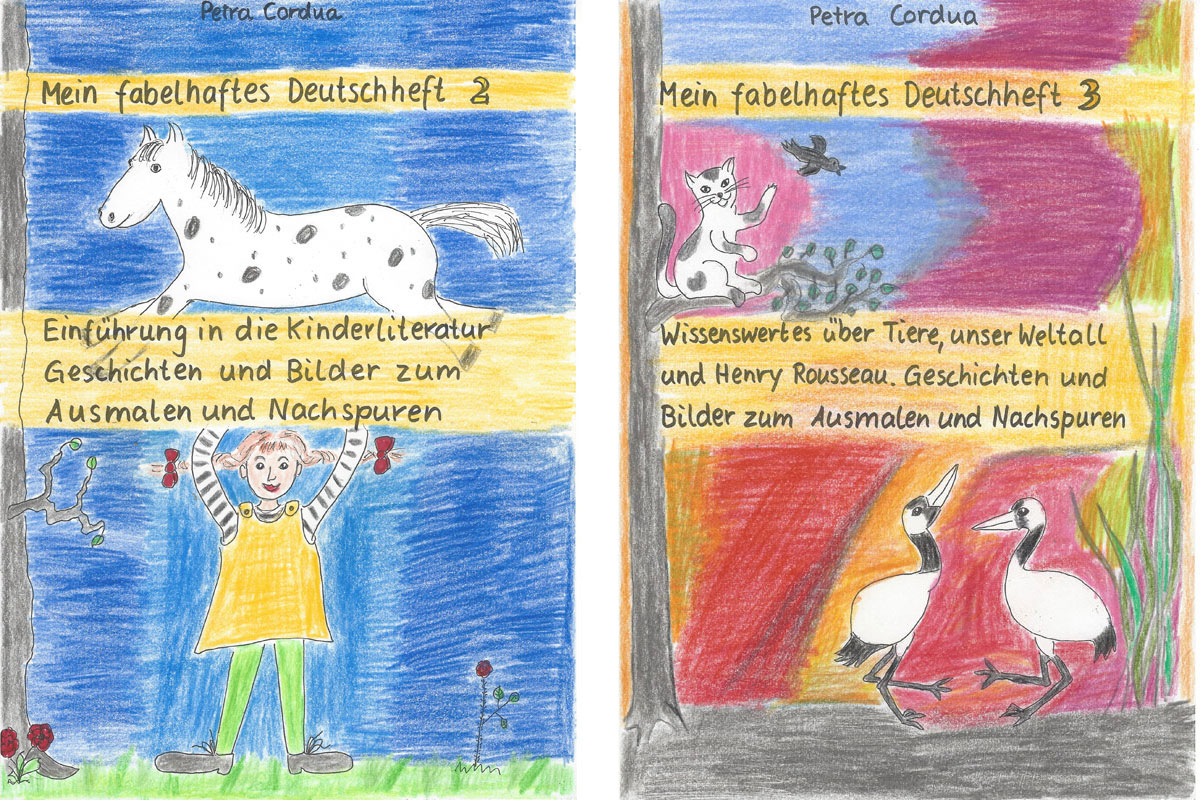 Petra Cordua
Mein fabelhaftes Deutschheft 2
Einführung in die Kinderliteratur
Geschichten und Bilder zum
Ausmalen und Nachspuren
Petra Cordua
Mein fabelhaftes Deutschheft 3
Wissenswertes über Tiere, unser Weltall
und Henry Rousseau. Geschichten und
Bilder zum Ausmalen und Nachspuren